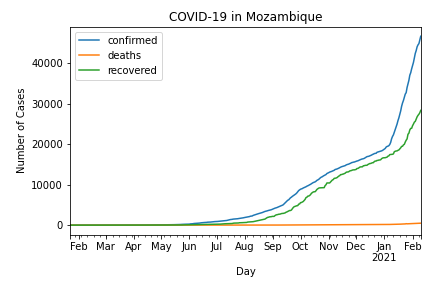 COVID-19 in Mozambique
confirmed
deaths
recovered
Number of Cases
40000
30000
20000
10000
0
Feb Mar Apr May Jun Jul Aug Sep Oct Nov Dec Jan Feb
2021
Day